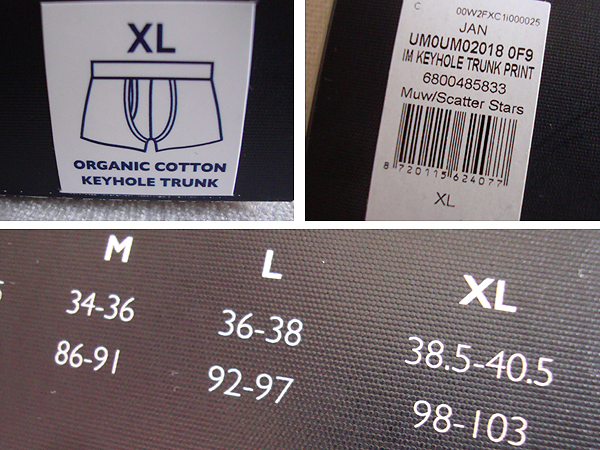 XL
ORGANIC COTTON
KEYHOLE TRUNK
C 00W2FXC1I000025
JAN
UM0UM02018 0F9
IM KEYHOLE TRUNK PRINT
6800485833
Muw/Scatter Stars
8 720115 624077
XL
M L XL
34-36 36-38 38.5-40.5
86-91 92-97 98-103